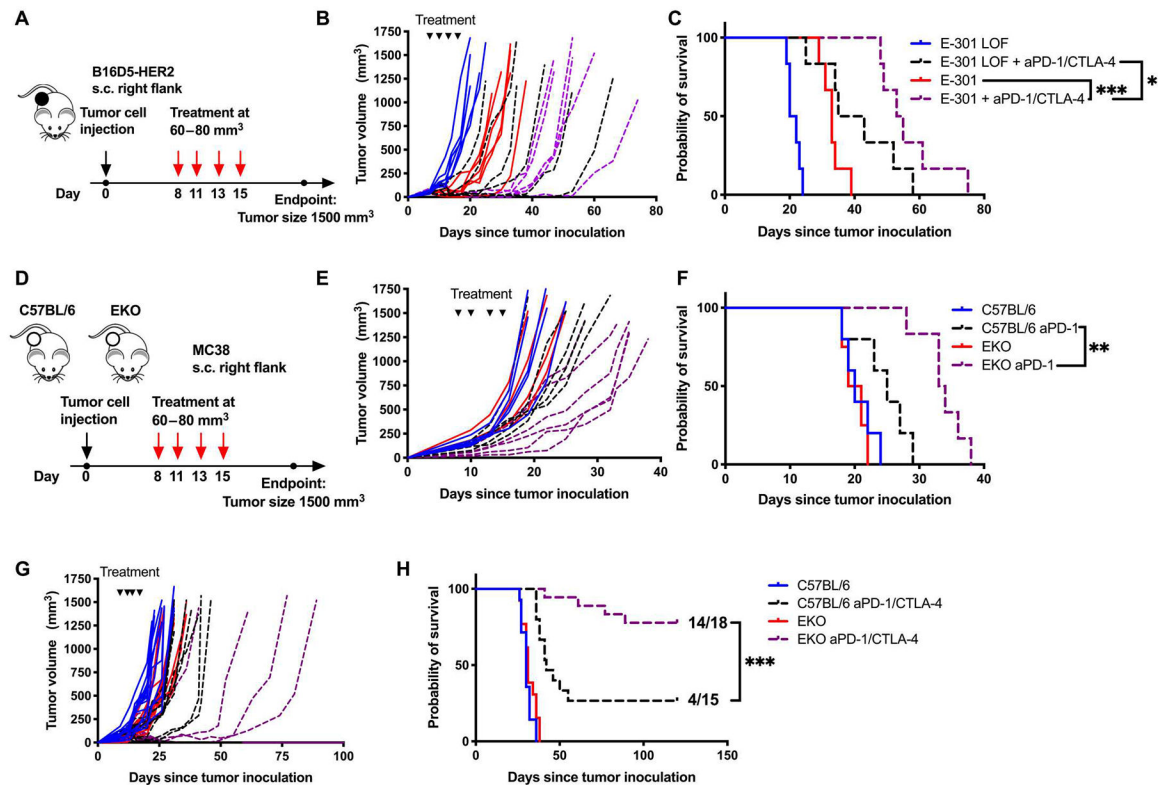 A
B16D5-HER2
s.c. right flank
Tumor cell
injection
Treatment at
60–80 mm³
Day
0
8
11
13
15
Endpoint:
Tumor size 1500 mm³
B
Treatment
Tumor volume (mm³)
1750
1500
1250
1000
750
500
250
0
0
20
40
60
80
Days since tumor inoculation
C
Probability of survival
100
50
0
0
20
40
60
80
Days since tumor inoculation
E-301 LOF
E-301 LOF + aPD-1/CTLA-4
E-301
E-301 + aPD-1/CTLA-4
***
*
D
C57BL/6
EKO
MC38
s.c. right flank
Tumor cell
injection
Treatment at
60–80 mm³
Day
0
8
11
13
15
Endpoint:
Tumor size 1500 mm³
E
Treatment
Tumor volume (mm³)
1750
1500
1250
1000
750
500
250
0
0
10
20
30
40
Days since tumor inoculation
F
Probability of survival
100
50
0
0
10
20
30
40
Days since tumor inoculation
C57BL/6
C57BL/6 aPD-1
EKO
EKO aPD-1
**
G
Treatment
Tumor volume (mm³)
1750
1500
1250
1000
750
500
250
0
0
50
100
Days since tumor inoculation
H
Probability of survival
100
50
0
0
50
100
150
Days since tumor inoculation
14/18
4/15
***
C57BL/6
C57BL/6 aPD-1/CTLA-4
EKO
EKO aPD-1/CTLA-4